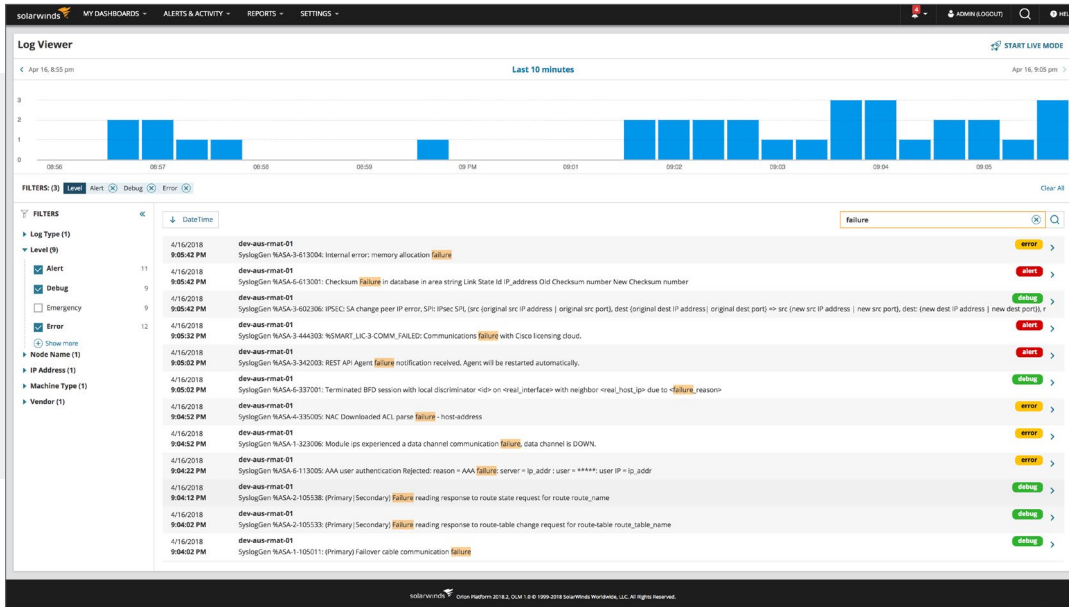 solarwinds MY DASHBOARDS ALERTS & ACTIVITY REPORTS SETTINGS 4 ADMIN (LOGOUT) HEL
Log Viewer START LIVE MODE
Apr 16, 8:55 pm Last 10 minutes Apr 16, 9:05 pm
3
2
1
0
08:56 08:57 08:58 08:59 09 PM 09:01 09:02 09:03 09:04 09:05
FILTERS: (3) Level Alert Debug Error Clear All
FILTERS « ↓ DateTime failure
Log Type (1)
Level (9)
Alert 11
Debug 9
Emergency 9
Error 12
Show more
Node Name (1)
IP Address (1)
Machine Type (1)
Vendor (1)
4/16/2018 dev-aus-rmat-01 error
9:05:42 PM SyslogGen %ASA-3-613004: Internal error: memory allocation failure
4/16/2018 dev-aus-rmat-01 alert
9:05:42 PM SyslogGen %ASA-6-613001: Checksum Failure in database in area string Link State Id IP_address Old Checksum number New Checksum number
4/16/2018 dev-aus-rmat-01 debug
9:05:42 PM SyslogGen %ASA-3-602306: IPSEC: SA change peer IP error, SPI: IPsec SPI, (src {original src IP address | original src port}, dest {original dest IP address| original dest port} => src {new src IP address | new src port}, dest: {new dest IP address | new dest port}), r
4/16/2018 dev-aus-rmat-01 alert
9:05:32 PM SyslogGen %ASA-3-444303: %SMART_LIC-3-COMM_FAILED: Communications failure with Cisco licensing cloud.
4/16/2018 dev-aus-rmat-01 alert
9:05:02 PM SyslogGen %ASA-3-342003: REST API Agent failure notification received. Agent will be restarted automatically.
4/16/2018 dev-aus-rmat-01 debug
9:05:02 PM SyslogGen %ASA-6-337001: Terminated BFD session with local discriminator <id> on <real_interface> with neighbor <real_host_ip> due to <failure_reason>
4/16/2018 dev-aus-rmat-01 error
9:04:52 PM SyslogGen %ASA-4-335005: NAC Downloaded ACL parse failure - host-address
4/16/2018 dev-aus-rmat-01 error
9:04:52 PM SyslogGen %ASA-1-323006: Module ips experienced a data channel communication failure, data channel is DOWN.
4/16/2018 dev-aus-rmat-01 error
9:04:22 PM SyslogGen %ASA-6-113005: AAA user authentication Rejected: reason = AAA failure: server = ip_addr : user = *****: user IP = ip_addr
4/16/2018 dev-aus-rmat-01 debug
9:04:12 PM SyslogGen %ASA-2-105538: (Primary|Secondary) Failure reading response to route state request for route route_name
4/16/2018 dev-aus-rmat-01 debug
9:04:02 PM SyslogGen %ASA-2-105533: (Primary|Secondary) Failure reading response to route-table change request for route-table route_table_name
4/16/2018 dev-aus-rmat-01 debug
9:04:02 PM SyslogGen %ASA-1-105011: (Primary) Failover cable communication failure
solarwinds Orion Platform 2018.2, OLM 1.0 © 1999-2018 SolarWinds Worldwide, LLC. All Rights Reserved.